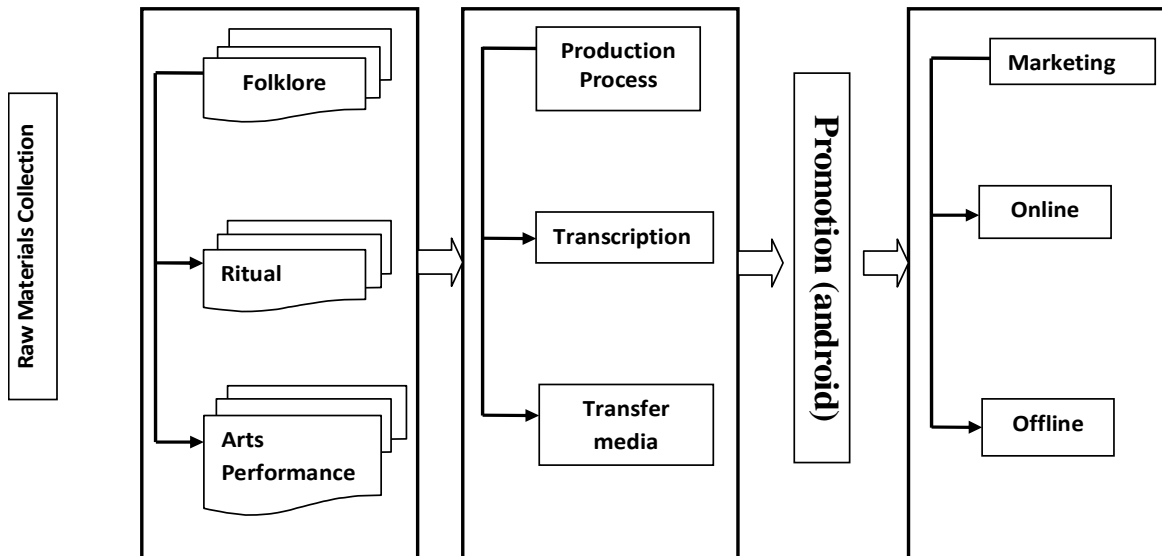 Raw Materials Collection
Folklore
Ritual
Arts
Performance
Production
Process
Transcription
Transfer
media
Promotion (android)
Marketing
Online
Offline